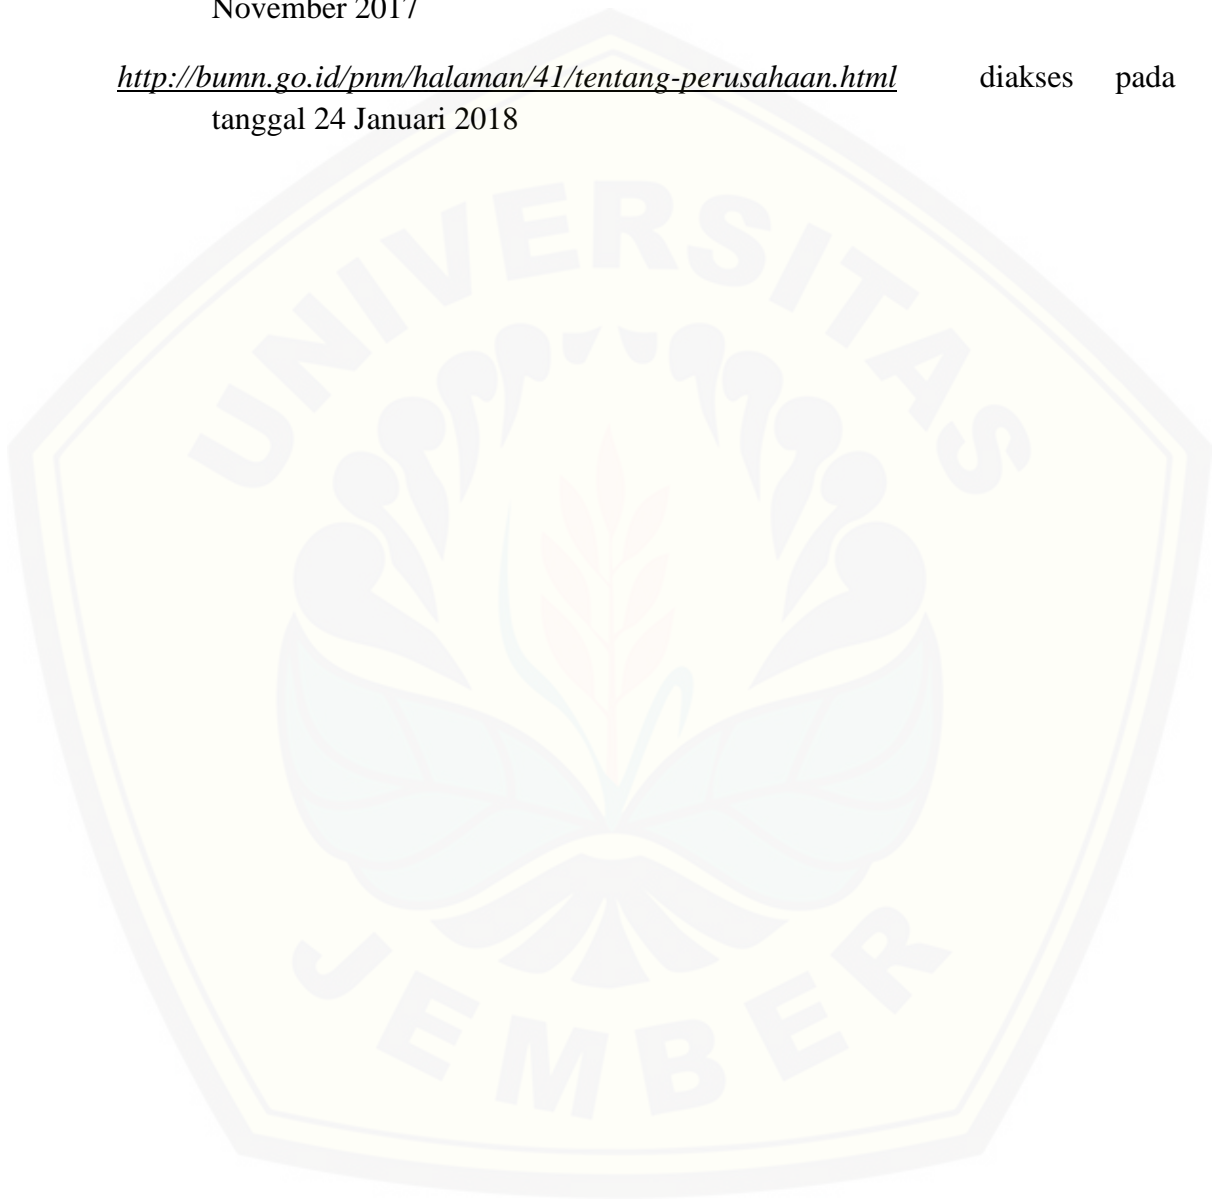 November 2017
http://bumn.go.id/pnm/halaman/41/tentang-perusahaan.html diakses pada
tanggal 24 Januari 2018
UNIVERSITAS
JEMBER